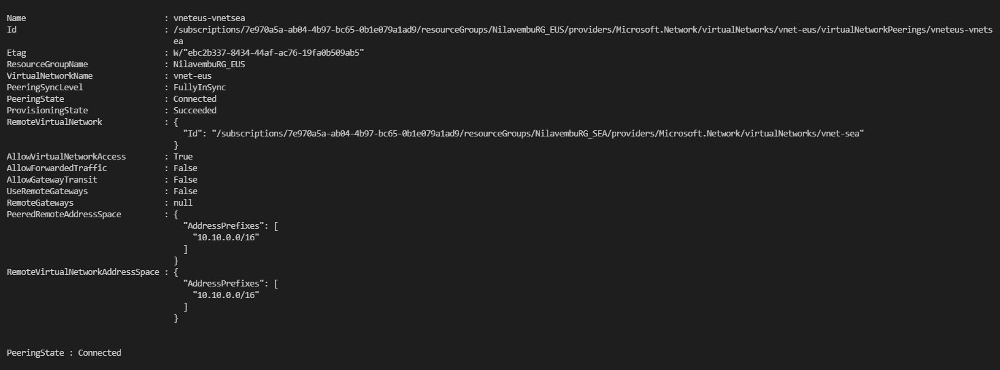 Name : vneteus-vnetsea
Id : /subscriptions/7e970a5a-ab04-4b97-bc65-0b1e079a1ad9/resourceGroups/NilavembuRG_EUS/providers/Microsoft.Network/virtualNetworks/vnet-eus/virtualNetworkPeerings/vneteus-vnets
ea
Etag : W/"ebc2b337-8434-44af-ac76-19fa0b509ab5"
ResourceGroupName : NilavembuRG_EUS
VirtualNetworkName : vnet-eus
PeeringSyncLevel : FullyInSync
PeeringState : Connected
ProvisioningState : Succeeded
RemoteVirtualNetwork : {
"Id": "/subscriptions/7e970a5a-ab04-4b97-bc65-0b1e079a1ad9/resourceGroups/NilavembuRG_SEA/providers/Microsoft.Network/virtualNetworks/vnet-sea"
}
AllowVirtualNetworkAccess : True
AllowForwardedTraffic : False
AllowGatewayTransit : False
UseRemoteGateways : False
RemoteGateways : null
PeeredRemoteAddressSpace : {
"AddressPrefixes": [
"10.10.0.0/16"
]
}
RemoteVirtualNetworkAddressSpace : {
"AddressPrefixes": [
"10.10.0.0/16"
]
}
PeeringState : Connected